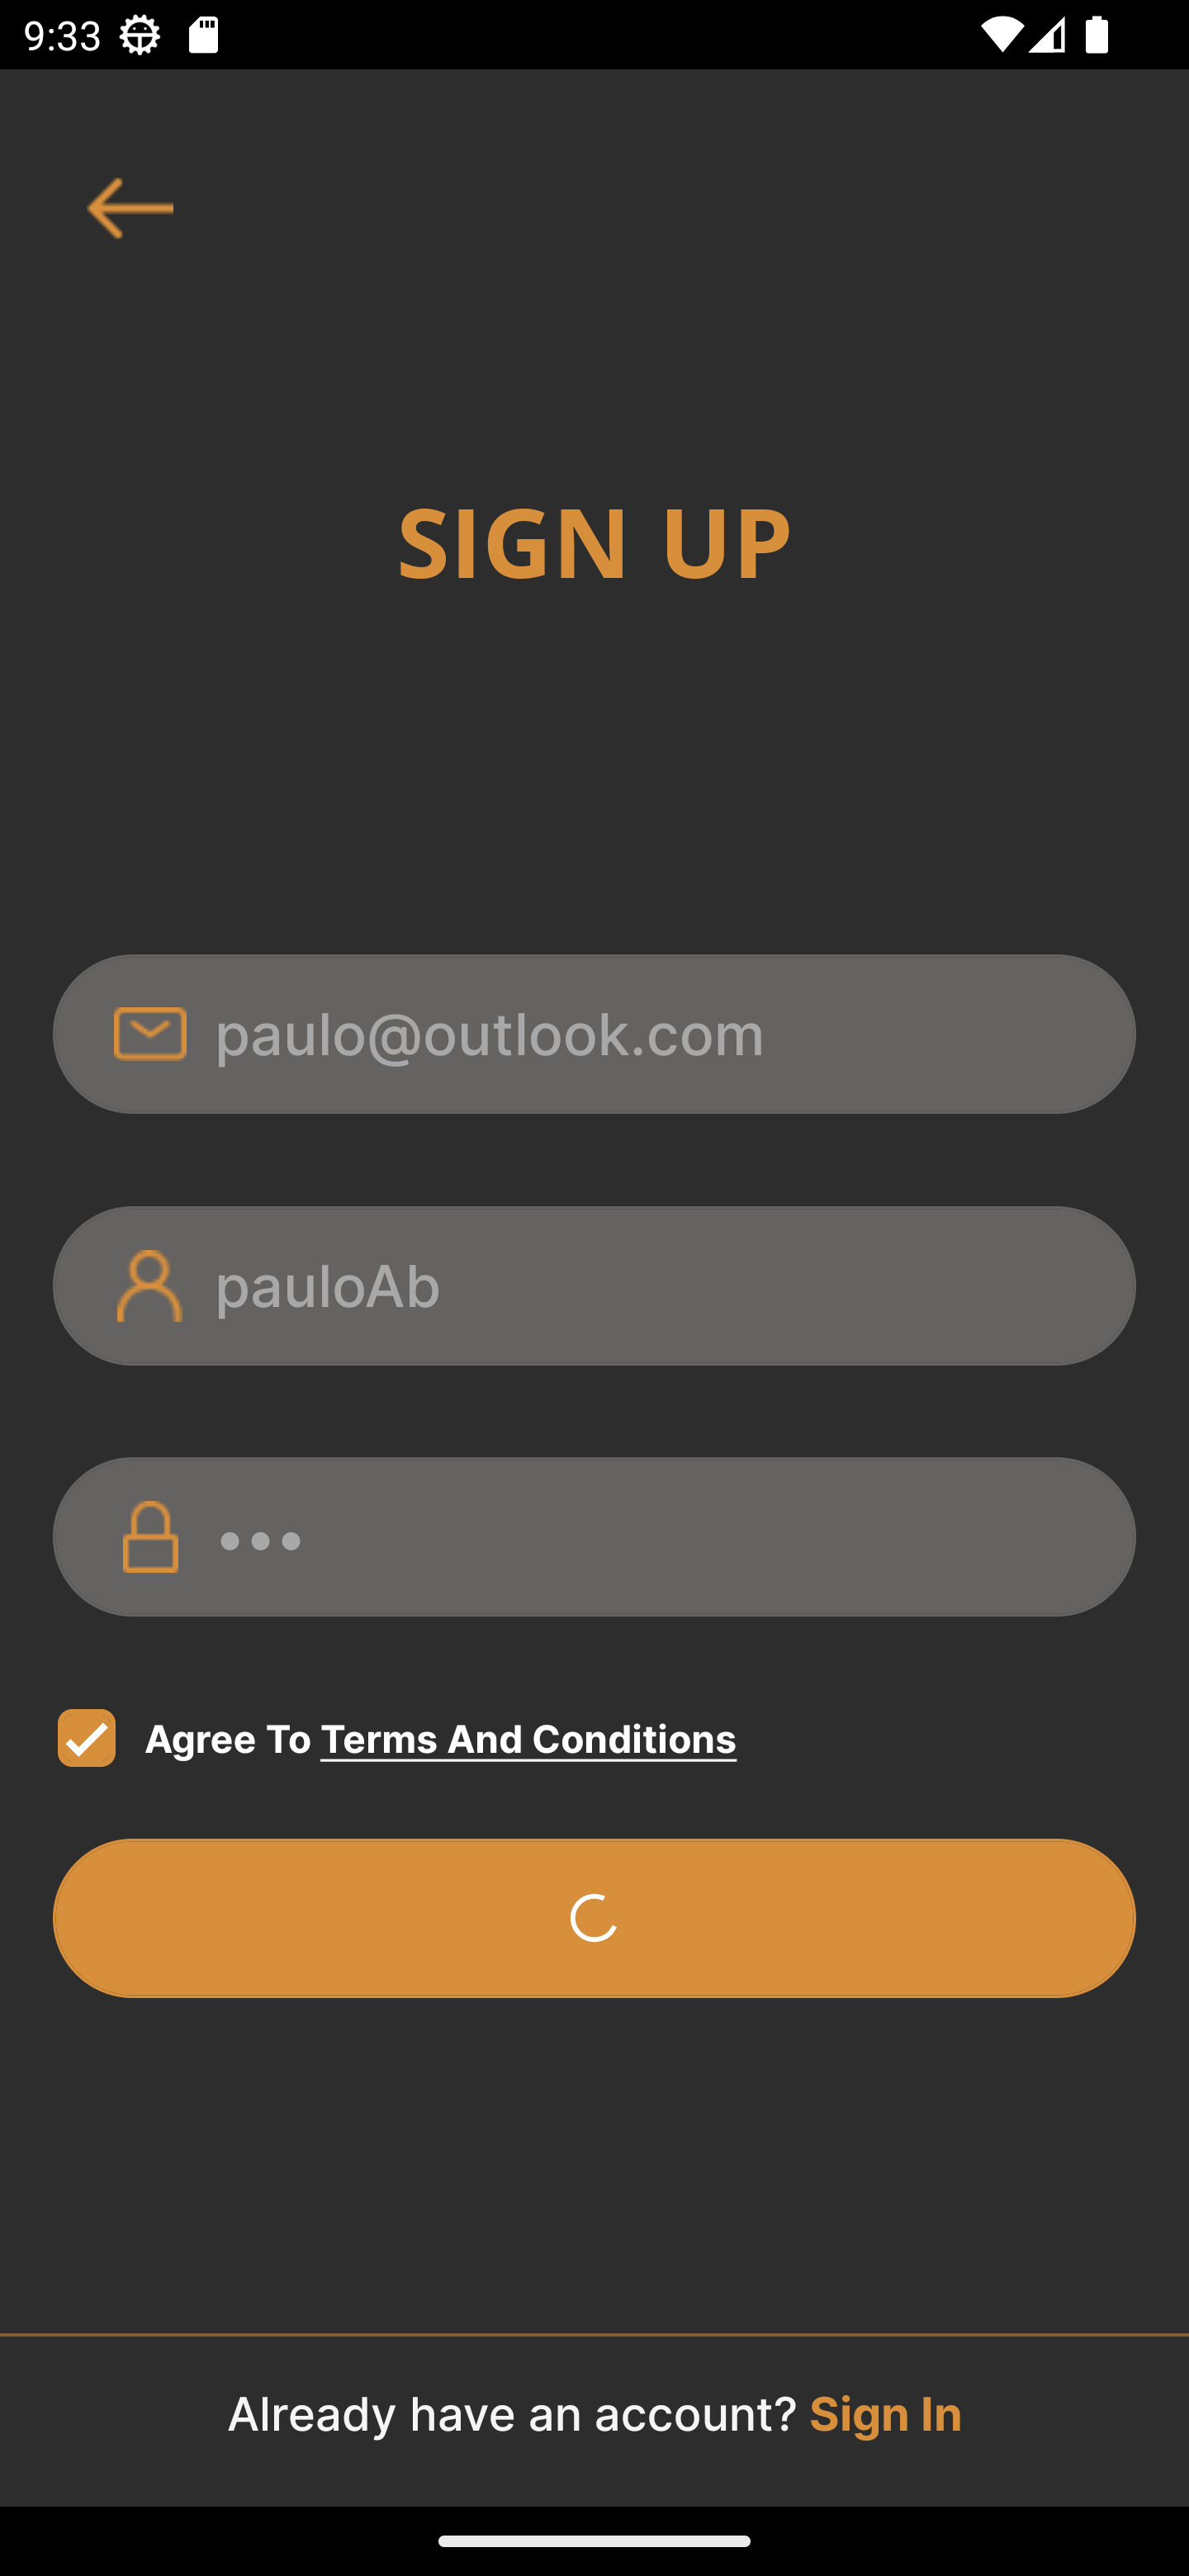 9:33
SIGN UP
paulo@outlook.com
pauloAb
•••
Agree To Terms And Conditions
Already have an account? Sign In